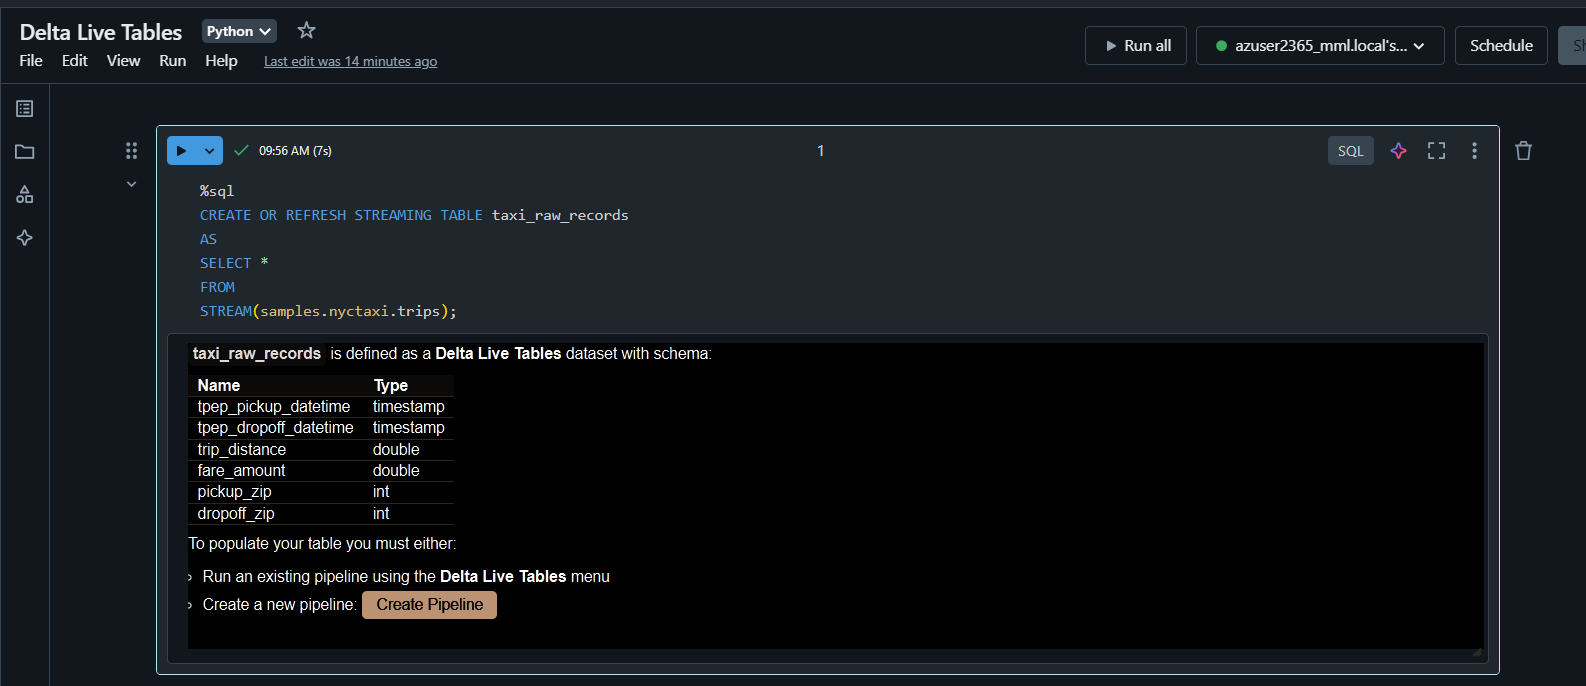 Delta Live Tables Python
File Edit View Run Help Last edit was 14 minutes ago
Run all azuser2365_mml.local's... Schedule
09:56 AM (7s) 1 SQL
%sql
CREATE OR REFRESH STREAMING TABLE taxi_raw_records
AS
SELECT *
FROM
STREAM(samples.nyctaxi.trips);
taxi_raw_records is defined as a Delta Live Tables dataset with schema:
Name Type
tpep_pickup_datetime timestamp
tpep_dropoff_datetime timestamp
trip_distance double
fare_amount double
pickup_zip int
dropoff_zip int
To populate your table you must either:
Run an existing pipeline using the Delta Live Tables menu
Create a new pipeline: Create Pipeline